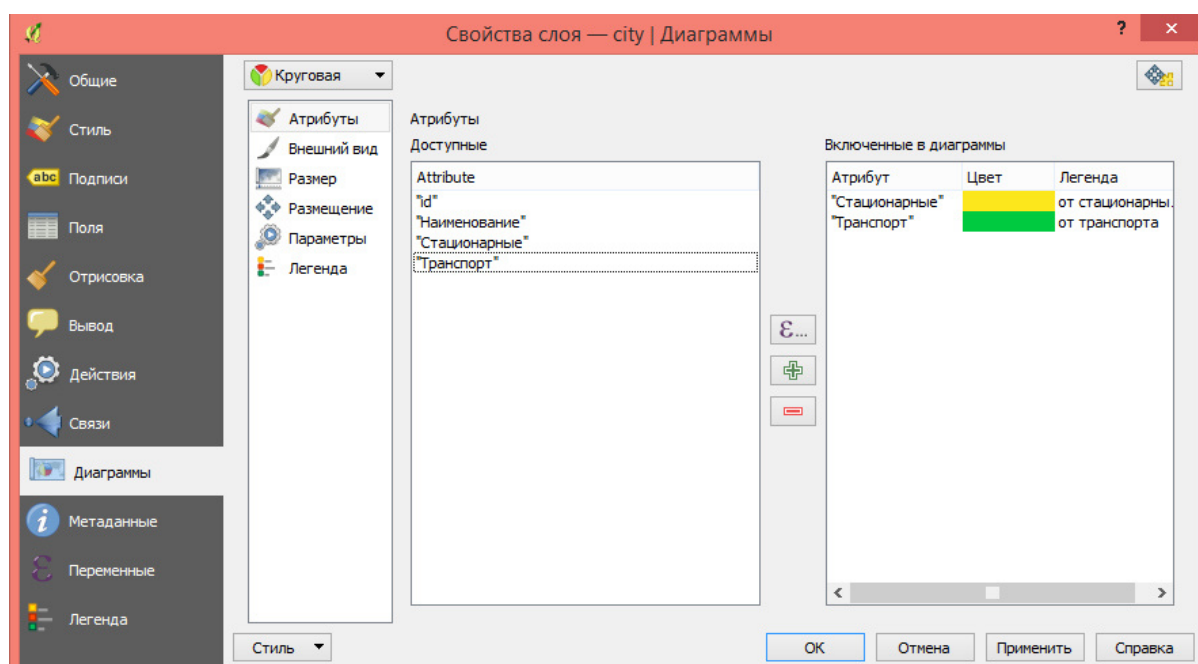 Свойства слоя — city | Диаграммы
? ×
Общие
Стиль
abc Подписи
Поля
Отрисовка
Вывод
Действия
Связи
Диаграммы
Метаданные
Переменные
Легенда
Круговая
Атрибуты
Внешний вид
Размер
Размещение
Параметры
Легенда
Атрибуты
Доступные
Attribute
"id"
"Наименование"
"Стационарные"
"Транспорт"
ε...
Включенные в диаграммы
Атрибут Цвет Легенда
"Стационарные" от стационарны.
"Транспорт" от транспорта
Стиль
OK Отмена Применить Справка